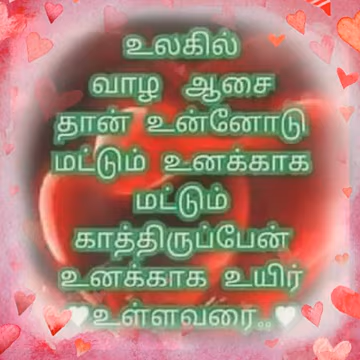 உலகில்
வாழ ஆசை
தான் உன்னோடு
மட்டும் உனக்காக
மட்டும்
காத்திருப்பேன்
உனக்காக உயிர்
உள்ளவரை..